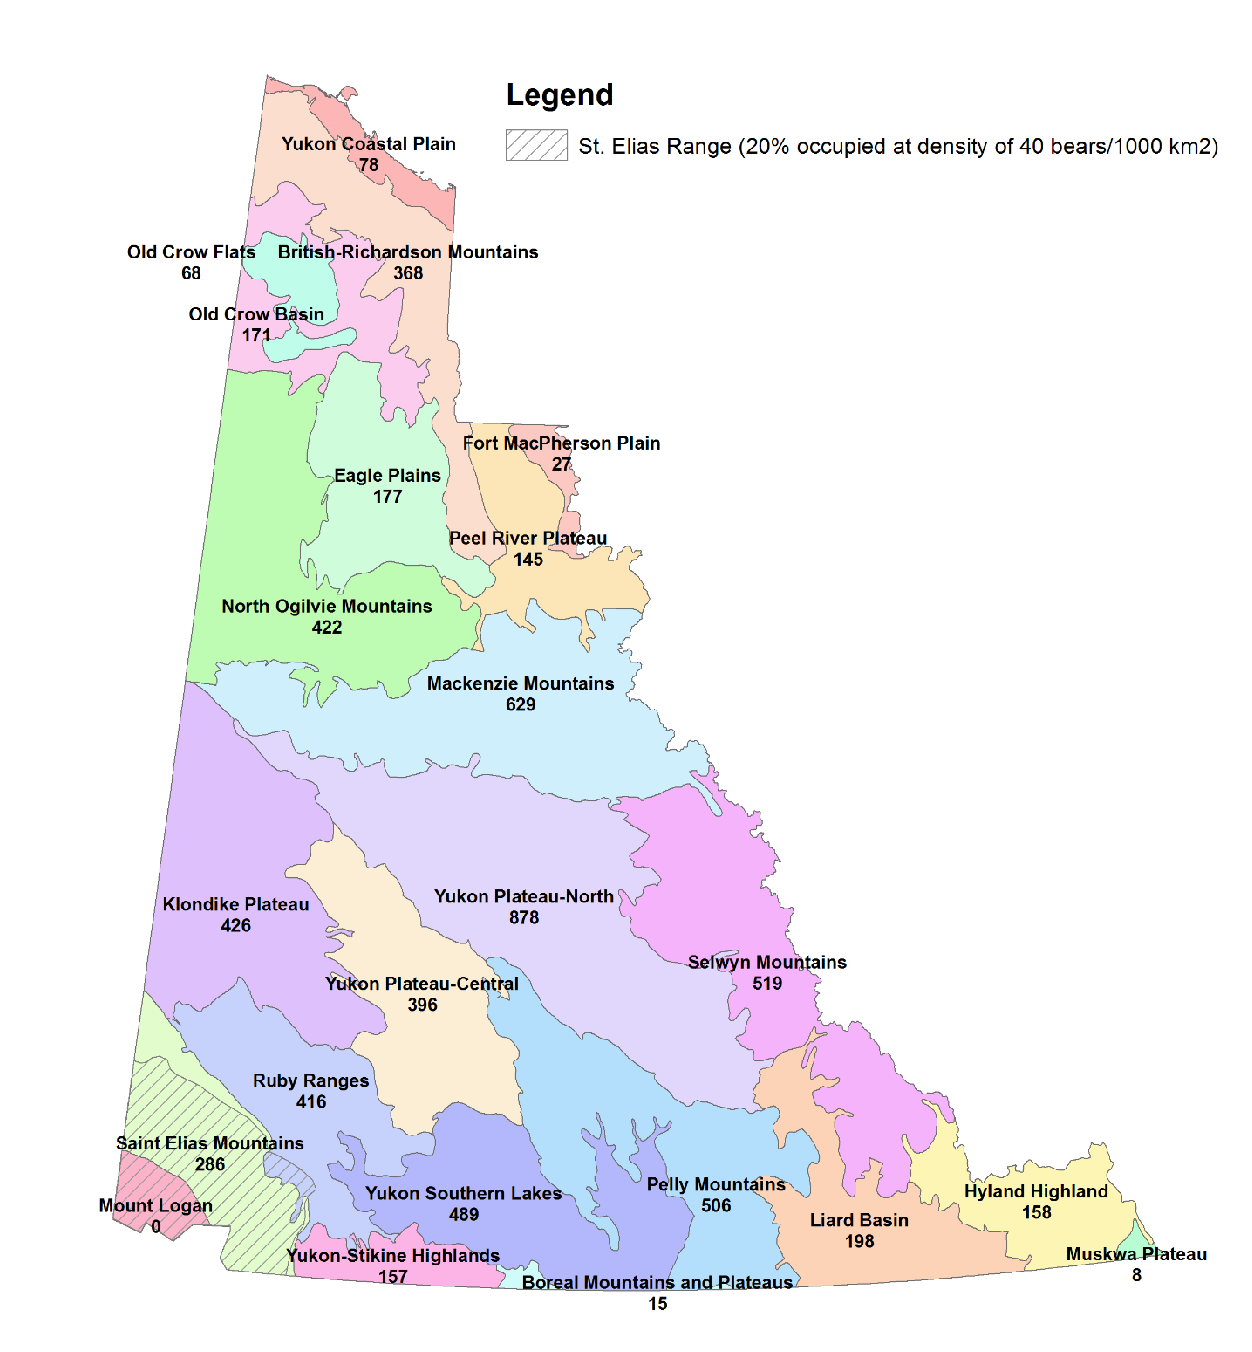 Legend
St. Elias Range (20% occupied at density of 40 bears/1000 km2)
Yukon Coastal Plain
78
Old Crow Flats
68
British-Richardson Mountains
368
Old Crow Basin
171
Fort MacPherson Plain
27
Eagle Plains
177
Peel River Plateau
145
North Ogilvie Mountains
422
Mackenzie Mountains
629
Klondike Plateau
426
Yukon Plateau-North
878
Selwyn Mountains
519
Yukon Plateau-Central
396
Ruby Ranges
416
Saint Elias Mountains
286
Mount Logan
0
Yukon Southern Lakes
489
Pelly Mountains
506
Hyland Highland
158
Liard Basin
198
Yukon-Stikine Highlands
157
Muskwa Plateau
8
Boreal Mountains and Plateaus
15